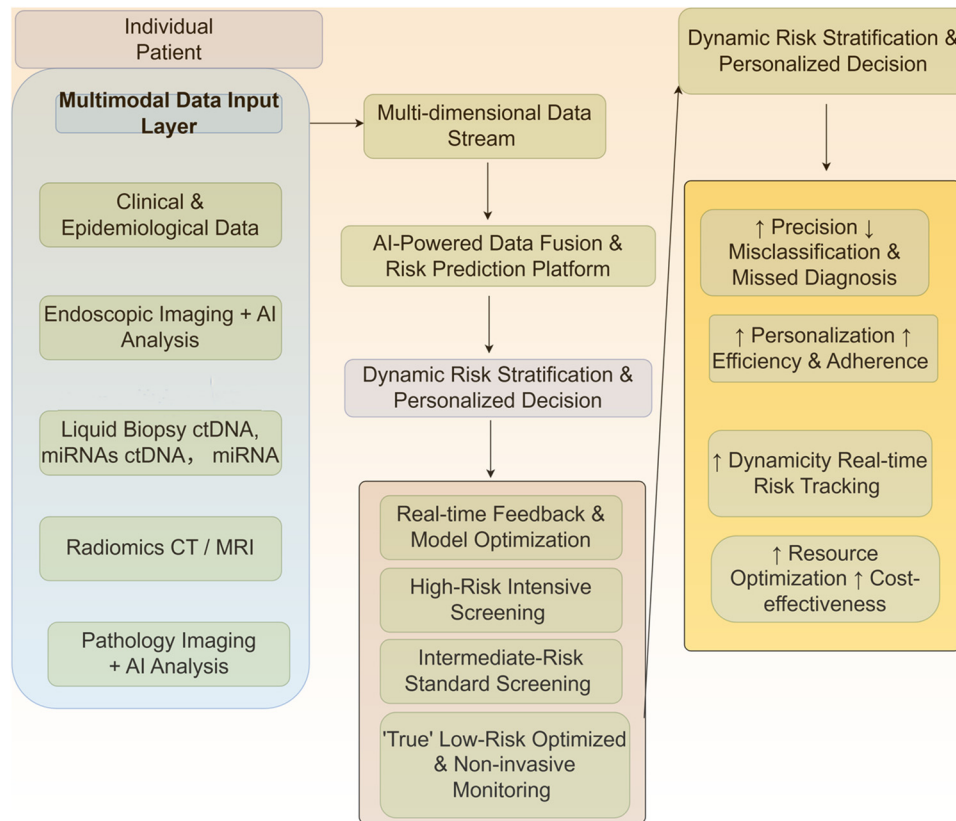 Individual
Patient
Multimodal Data Input
Layer
Clinical &
Epidemiological Data
Endoscopic Imaging + AI
Analysis
Liquid Biopsy ctDNA,
miRNAs ctDNA， miRNA
Radiomics CT / MRI
Pathology Imaging
+ AI Analysis
Multi-dimensional Data
Stream
AI-Powered Data Fusion &
Risk Prediction Platform
Dynamic Risk Stratification &
Personalized Decision
Real-time Feedback &
Model Optimization
High-Risk Intensive
Screening
Intermediate-Risk
Standard Screening
'True' Low-Risk Optimized
& Non-invasive
Monitoring
Dynamic Risk Stratification &
Personalized Decision
↑ Precision ↓
Misclassification &
Missed Diagnosis
↑ Personalization ↑
Efficiency & Adherence
↑ Dynamicity Real-time
Risk Tracking
↑ Resource
Optimization ↑ Cost-
effectiveness